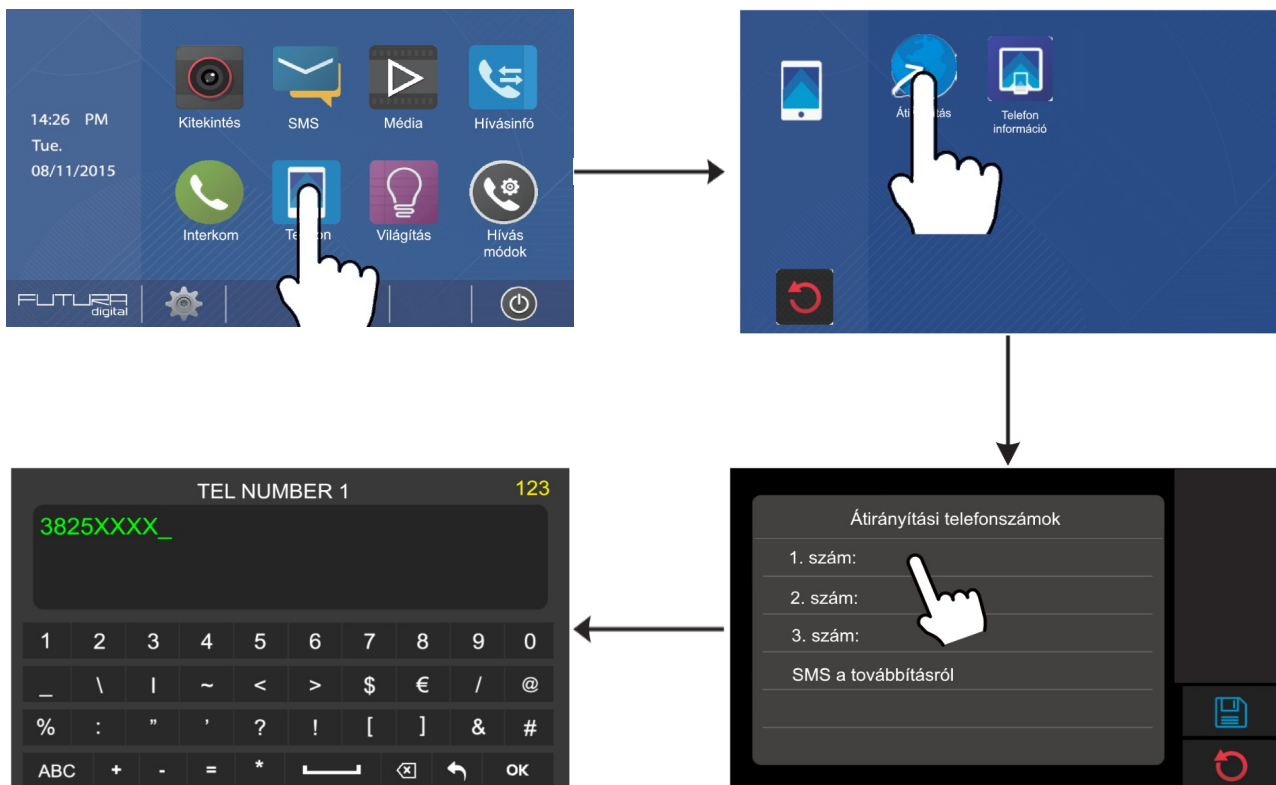 14:26 PM
Tue.
08/11/2015
Kitekintés
SMS
Média
Hívásinfó
Interkom
Világítás
Hívás
módok
FUTURA
digital
Telefon
információ
Átirányítási telefonszámok
1. szám:
2. szám:
3. szám:
SMS a továbbításról
TEL NUMBER 1
123
3825XXXX_
1 2 3 4 5 6 7 8 9 0
_ \ | ~ < > $ € / @
% : ” ’ ? ! [ ] & #
ABC + - = * OK